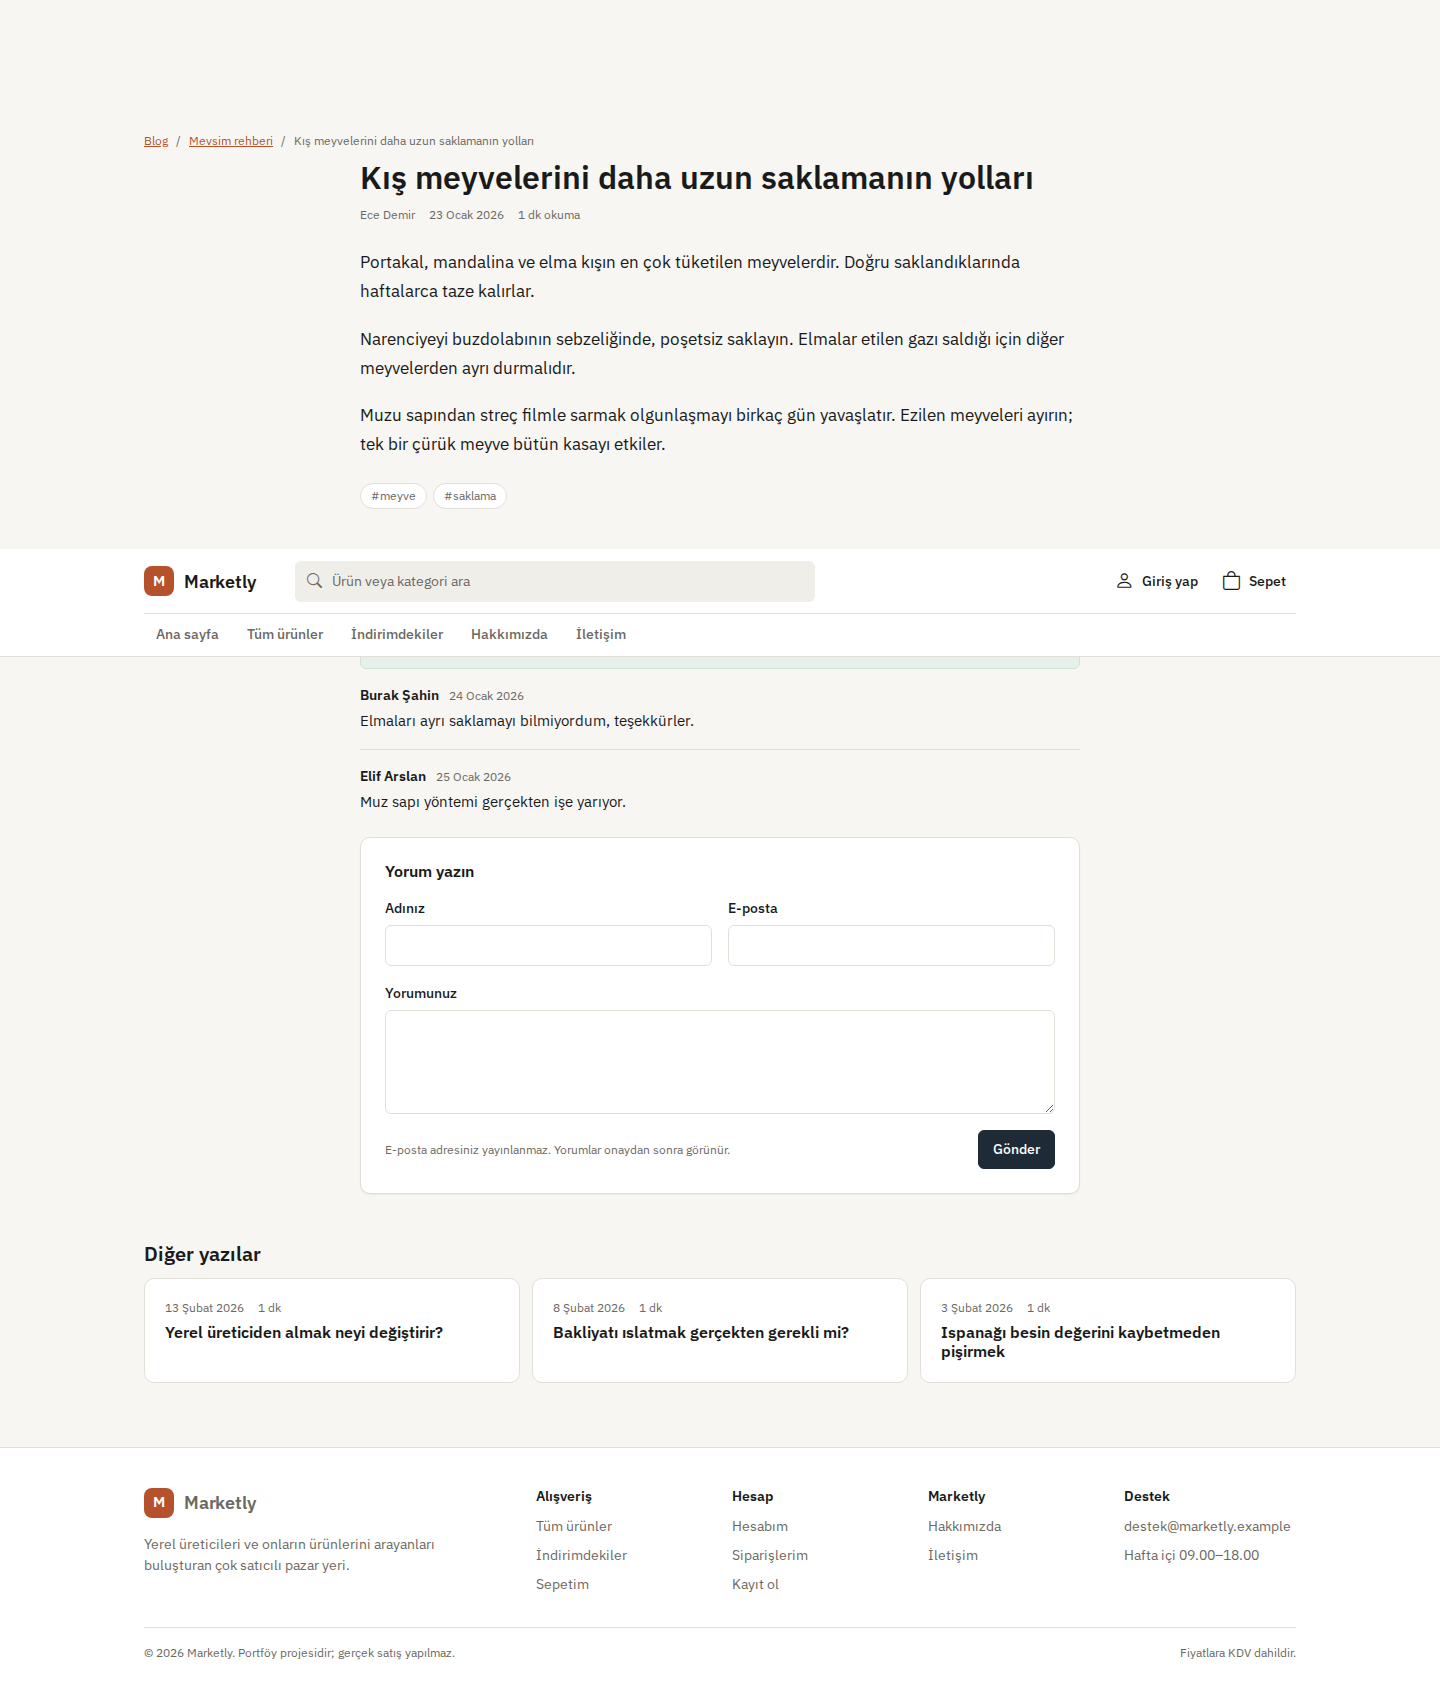 Blog / Mevsim rehberi / Kış meyvelerini daha uzun saklamanın yolları
Kış meyvelerini daha uzun saklamanın yolları
Ece Demir 23 Ocak 2026 1 dk okuma
Portakal, mandalina ve elma kışın en çok tüketilen meyvelerdir. Doğru saklandıklarında
haftalarca taze kalırlar.
Narenciyeyi buzdolabının sebzeliğinde, poşetsiz saklayın. Elmalar etilen gazı saldığı için diğer
meyvelerden ayrı durmalıdır.
Muzu sapından streç filmle sarmak olgunlaşmayı birkaç gün yavaşlatır. Ezilen meyveleri ayırın;
tek bir çürük meyve bütün kasayı etkiler.
#meyve #saklama
M Marketly Ürün veya kategori ara Giriş yap Sepet
Ana sayfa Tüm ürünler İndirimdekiler Hakkımızda İletişim
Burak Şahin 24 Ocak 2026
Elmaları ayrı saklamayı bilmiyordum, teşekkürler.
Elif Arslan 25 Ocak 2026
Muz sapı yöntemi gerçekten işe yarıyor.
Yorum yazın
Adınız E-posta
Yorumunuz
E-posta adresiniz yayınlanmaz. Yorumlar onaydan sonra görünür. Gönder
Diğer yazılar
13 Şubat 2026 1 dk
Yerel üreticiden almak neyi değiştirir?
8 Şubat 2026 1 dk
Bakliyatı ıslatmak gerçekten gerekli mi?
3 Şubat 2026 1 dk
Ispanağı besin değerini kaybetmeden
pişirmek
M Marketly
Yerel üreticileri ve onların ürünlerini arayanları
buluşturan çok satıcılı pazar yeri.
Alışveriş
Tüm ürünler
İndirimdekiler
Sepetim
Hesap
Hesabım
Siparişlerim
Kayıt ol
Marketly
Hakkımızda
İletişim
Destek
destek@marketly.example
Hafta içi 09.00–18.00
© 2026 Marketly. Portföy projesidir; gerçek satış yapılmaz. Fiyatlara KDV dahildir.